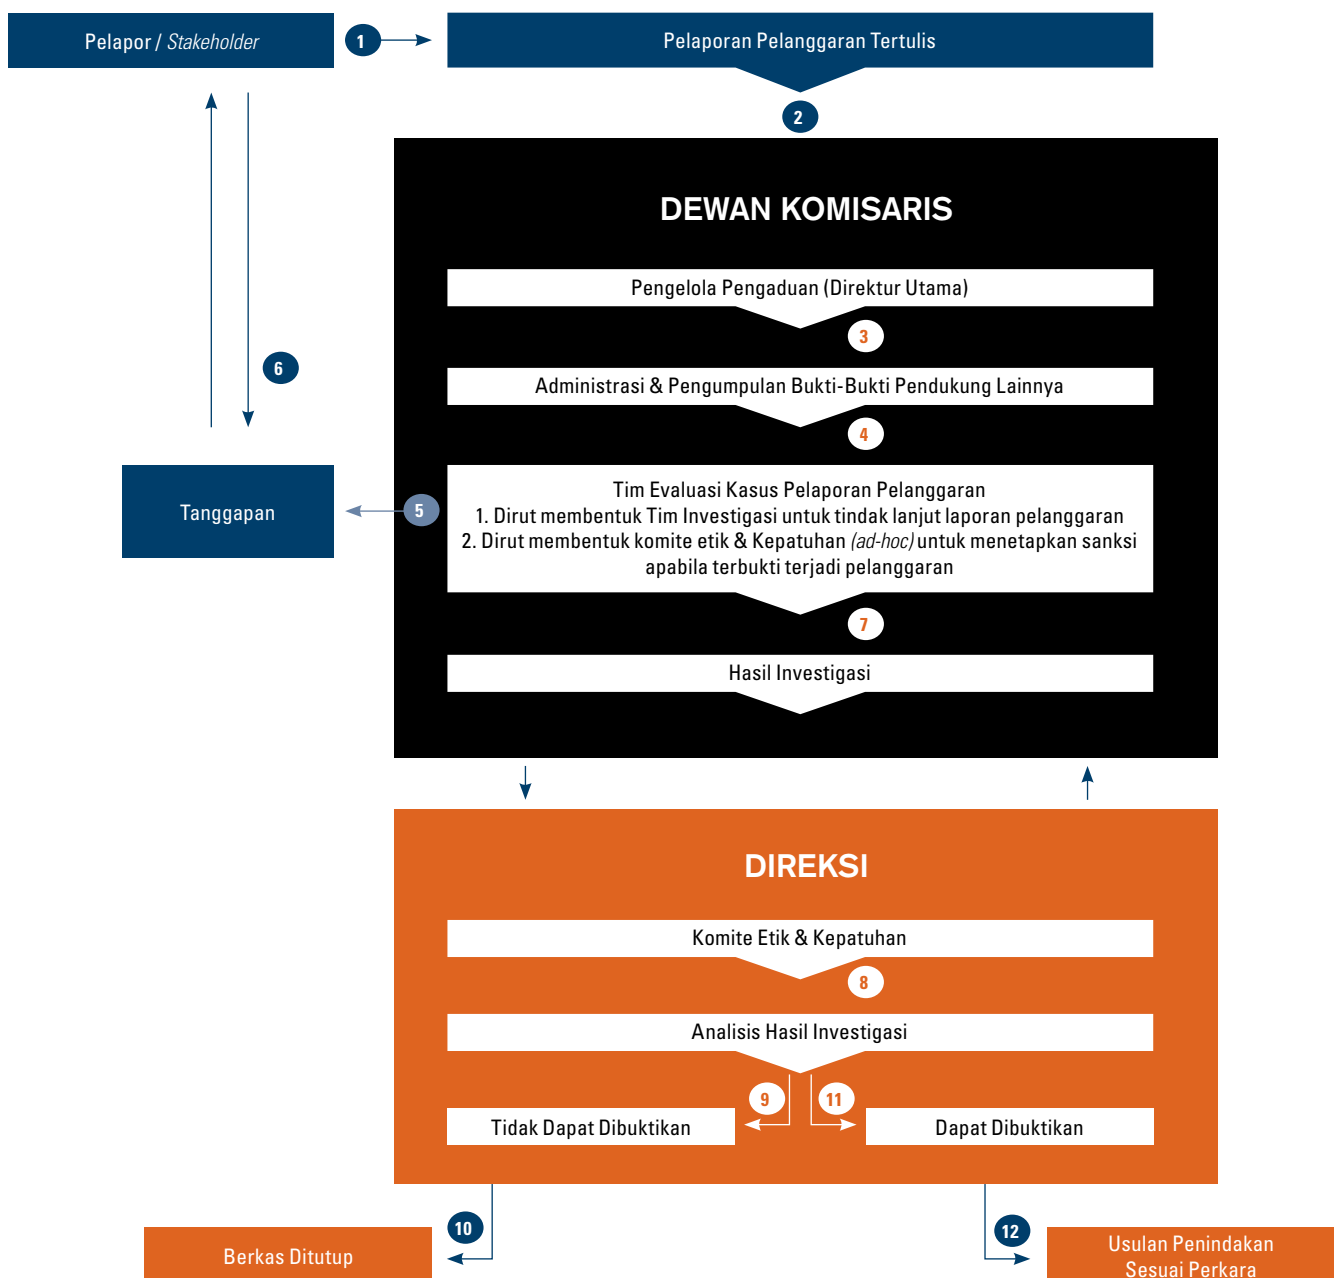 Pelapor / Stakeholder
1
Pelaporan Pelanggaran Tertulis
2
DEWAN KOMISARIS
Pengelola Pengaduan (Direktur Utama)
3
6
Administrasi & Pengumpulan Bukti-Bukti Pendukung Lainnya
4
Tanggapan
5
Tim Evaluasi Kasus Pelaporan Pelanggaran
1. Dirut membentuk Tim Investigasi untuk tindak lanjut laporan pelanggaran
2. Dirut membentuk komite etik & Kepatuhan (ad-hoc) untuk menetapkan sanksi
apabila terbukti terjadi pelanggaran
7
Hasil Investigasi
DIREKSI
Komite Etik & Kepatuhan
8
Analisis Hasil Investigasi
9
11
Tidak Dapat Dibuktikan
Dapat Dibuktikan
10
12
Berkas Ditutup
Usulan Penindakan
Sesuai Perkara